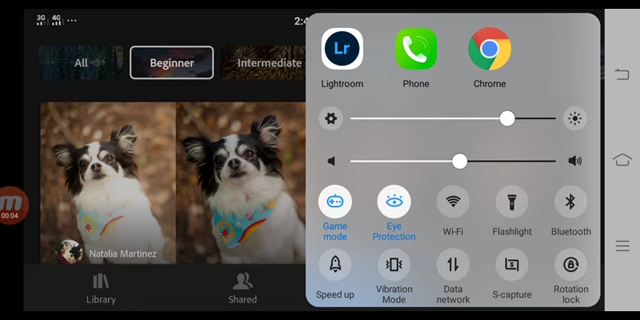 3G 4G ...
2:4
All
Beginner
Intermediate
Natalia Martinez
Library
Shared
00:04
Lr
Lightroom
Phone
Chrome
Game mode
Eye Protection
Wi-Fi
Flashlight
Bluetooth
Speed up
Vibration Mode
Data network
S-capture
Rotation lock